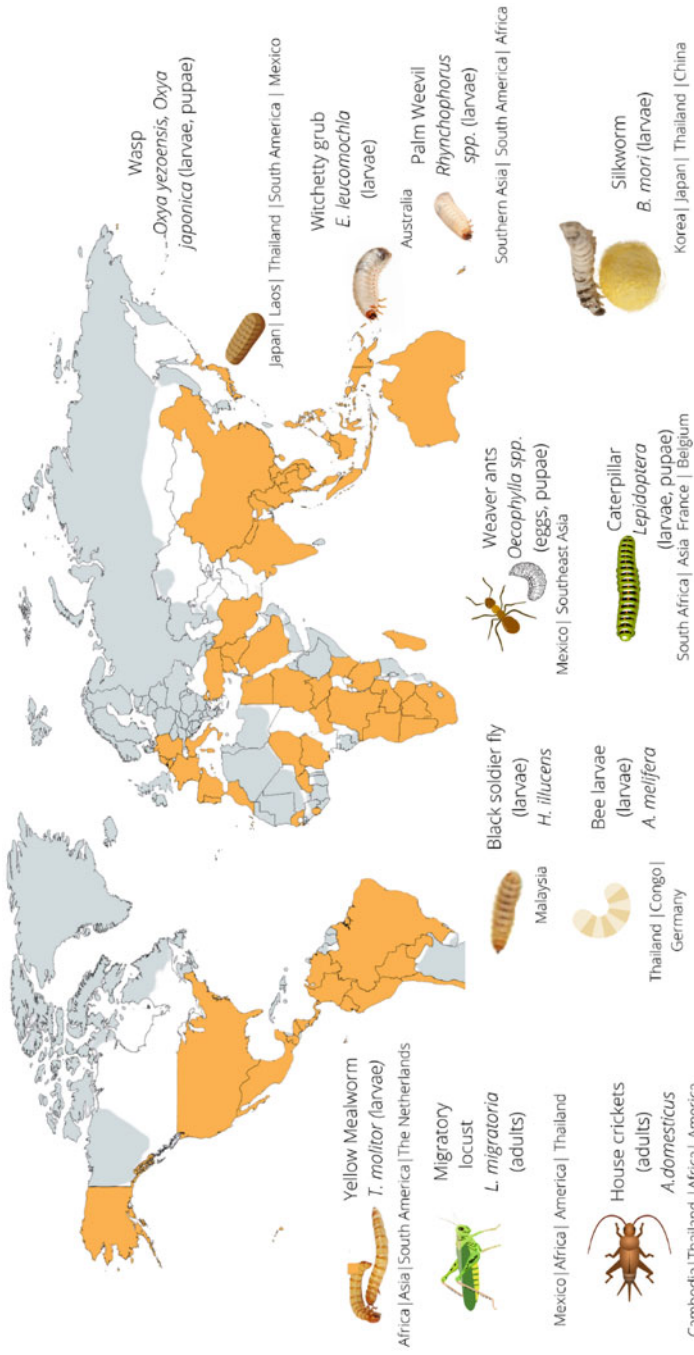 Wasp
Oxya yezoensis, Oxya
japonica (larvae, pupae)
Japan| Laos| Thailand |South America | Mexico
Witchetty grub
E. leucomochla
(larvae)
Australia
Palm Weevil
Rhynchophorus
spp. (larvae)
Southern Asia| South America| Africa
Silkworm
B. mori (larvae)
Korea| Japan| Thailand |China
Weaver ants
Oecophylla spp.
(eggs, pupae)
Mexico| Southeast Asia
Caterpillar
Lepidoptera
(larvae, pupae)
South Africa| Asia France | Belgium
Black soldier fly
(larvae)
H. illucens
Malaysia
Bee larvae
(larvae)
A. melifera
Thailand |Congo|
Germany
Yellow Mealworm
T. molitor (larvae)
Africa|Asia|South America|The Netherlands
Migratory
locust
L. migratoria
(adults)
Mexico|Africa|America| Thailand
House crickets
(adults)
A.domesticus
Cambodia|Thailand |Africa| America